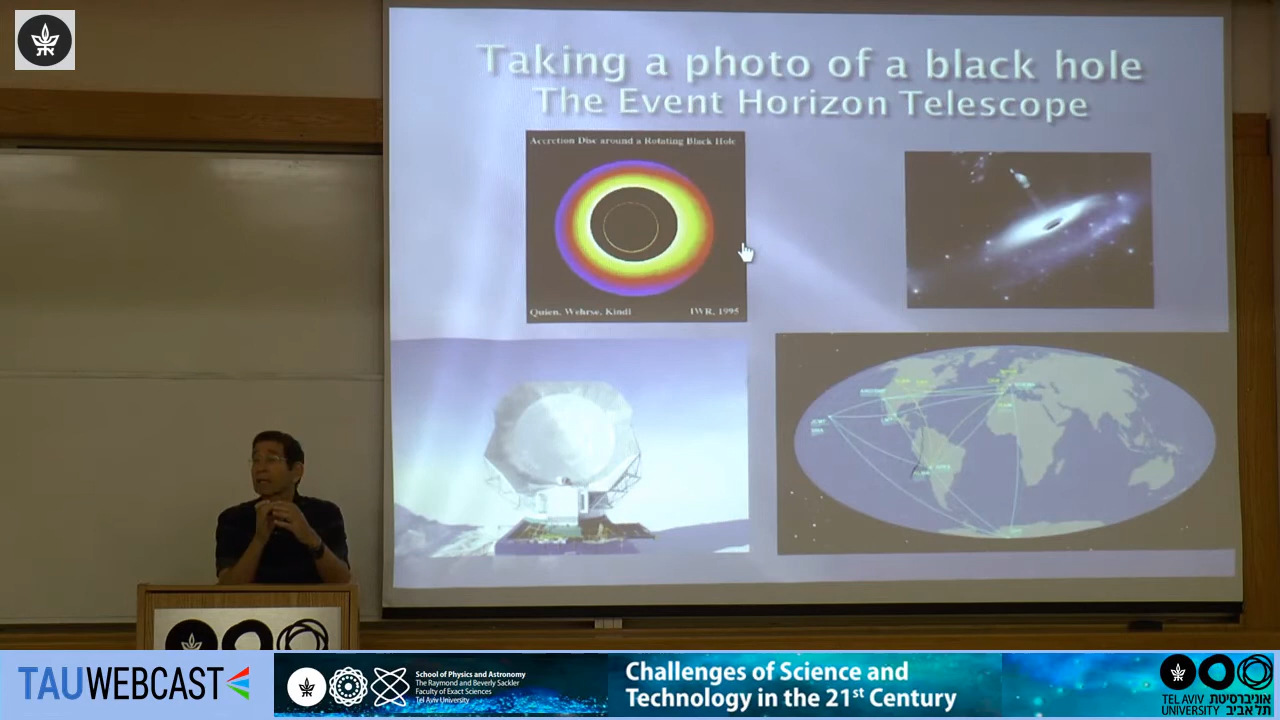 Taking a photo of a black hole
The Event Horizon Telescope
Accretion Disc around a Rotating Black Hole
Quien, Wehrse, Kindl
IWR, 1995
TAUWEBCAST
School of Physics and Astronomy
The Raymond and Beverly Sackler
Faculty of Exact Sciences
Tel Aviv University
Challenges of Science and
Technology in the 21st Century
TEL AVIV אוניברסיטת
UNIVERSITY תל אביב